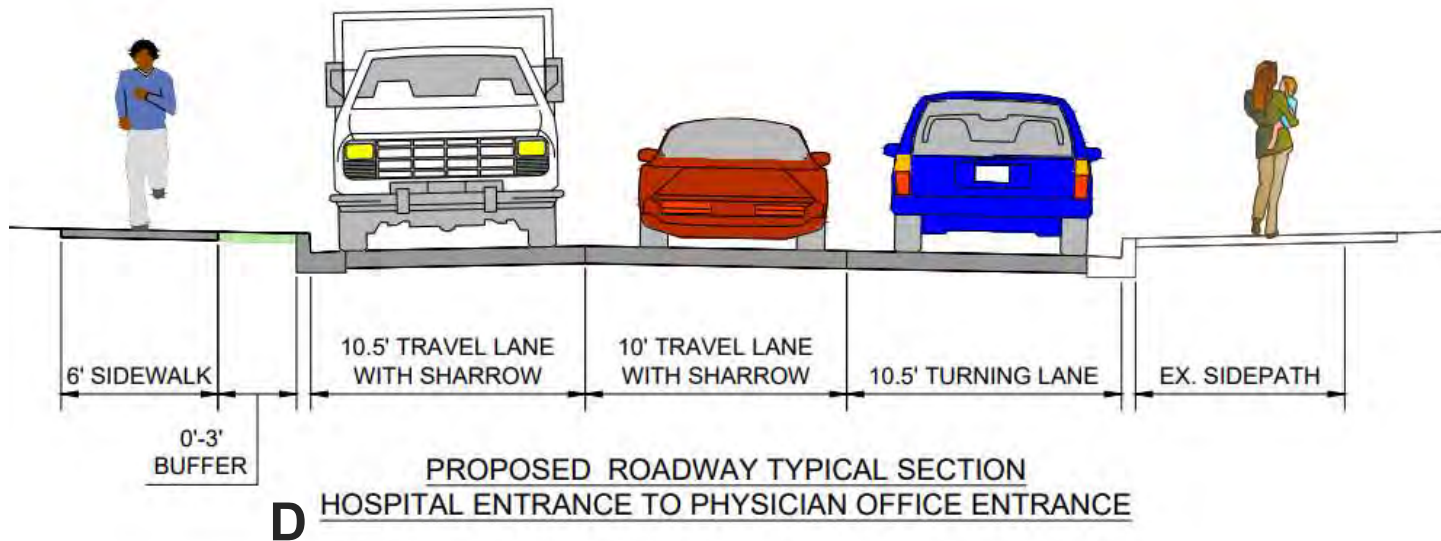 6' SIDEWALK
0'-3'
BUFFER
10.5' TRAVEL LANE
WITH SHARROW
10' TRAVEL LANE
WITH SHARROW
10.5' TURNING LANE
EX. SIDEPATH
PROPOSED ROADWAY TYPICAL SECTION
HOSPITAL ENTRANCE TO PHYSICIAN OFFICE ENTRANCE
D